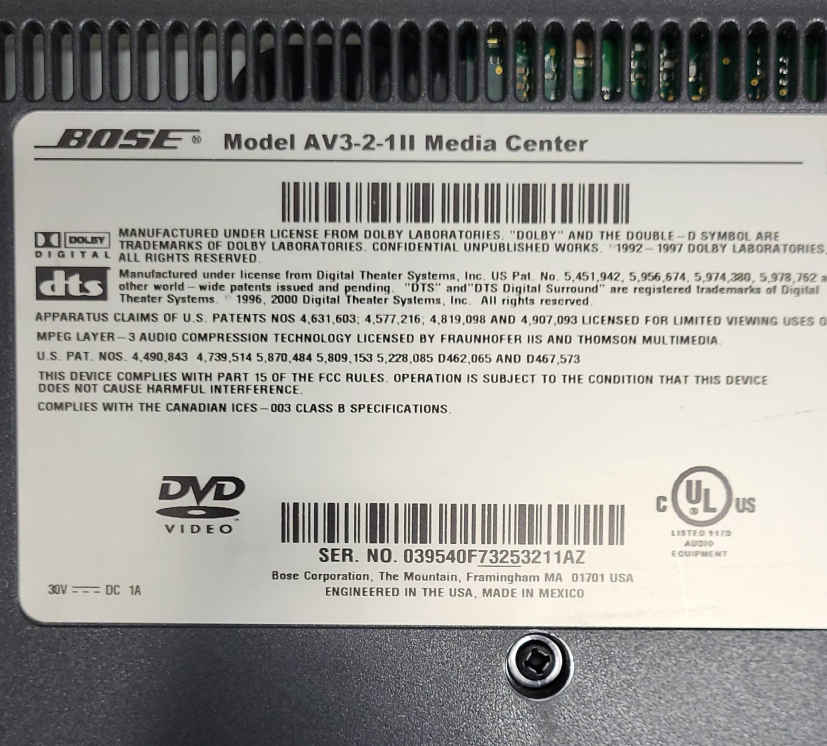 BOSE® Model AV3-2-1II Media Center
DOLBY
DIGITAL
MANUFACTURED UNDER LICENSE FROM DOLBY LABORATORIES. "DOLBY" AND THE DOUBLE-D SYMBOL ARE
TRADEMARKS OF DOLBY LABORATORIES. CONFIDENTIAL UNPUBLISHED WORKS. ©1992-1997 DOLBY LABORATORIES,
ALL RIGHTS RESERVED.
dts
Manufactured under license from Digital Theater Systems, Inc. US Pat. No. 5,451,942, 5,956,674, 5,974,380, 5,978,762 a
other world-wide patents issued and pending. "DTS" and "DTS Digital Surround" are registered trademarks of Digital
Theater Systems. © 1996, 2000 Digital Theater Systems, Inc. All rights reserved.
APPARATUS CLAIMS OF U.S. PATENTS NOS 4,631,603; 4,577,216, 4,819,098 AND 4,907,093 LICENSED FOR LIMITED VIEWING USES O
MPEG LAYER-3 AUDIO COMPRESSION TECHNOLOGY LICENSED BY FRAUNHOFER IIS AND THOMSON MULTIMEDIA.
U.S. PAT. NOS. 4,490,843 4,739,514 5,870,484 5,809,153 5,228,085 D462,065 AND D467,573
THIS DEVICE COMPLIES WITH PART 15 OF THE FCC RULES. OPERATION IS SUBJECT TO THE CONDITION THAT THIS DEVICE
DOES NOT CAUSE HARMFUL INTERFERENCE.
COMPLIES WITH THE CANADIAN ICES-003 CLASS B SPECIFICATIONS.
DVD
VIDEO™
C UL® US
LISTED 917D
AUDIO
EQUIPMENT
SER. NO. 039540F73253211AZ
Bose Corporation, The Mountain, Framingham MA 01701 USA
30V DC 1A
ENGINEERED IN THE USA, MADE IN MEXICO